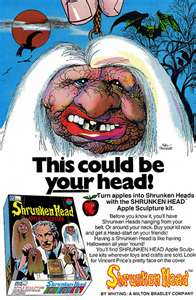 This could be
your head!
Turn apples into Shrunken Heads
with the SHRUNKEN HEAD
Apple Sculpture kit.
Before you know it, you'll have
Shrunken Heads hanging from your
belt. Or around your neck. Buy your kit now
and get a Head-start on your friends!
Having a Shrunken Head is like having
Halloween all year 'round!
You'll find SHRUNKEN HEAD Apple Sculp-
ture kits wherever toys and crafts are sold. Look
for Vincent Price's pretty face on the cover.
Shrunken Head
Shrunken Head
Shrunken Head
BY WHITING: A MILTON BRADLEY COMPANY